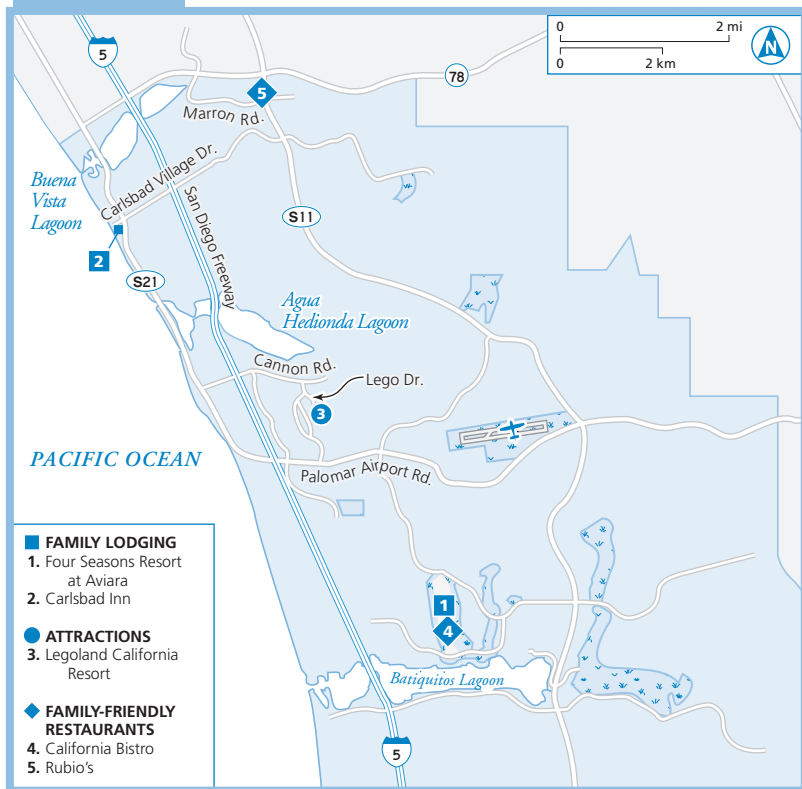 0 2 mi
0 2 km
N
5
78
5
Marron Rd.
Carlsbad Village Dr.
Buena
Vista
Lagoon
San Diego Freeway
S11
2
S21
Agua
Hedionda Lagoon
Cannon Rd.
Lego Dr.
3
PACIFIC OCEAN
Palomar Airport Rd.
1
4
Batiquitos Lagoon
5
FAMILY LODGING
1. Four Seasons Resort
at Aviara
2. Carlsbad Inn
ATTRACTIONS
3. Legoland California
Resort
FAMILY-FRIENDLY
RESTAURANTS
4. California Bistro
5. Rubio's